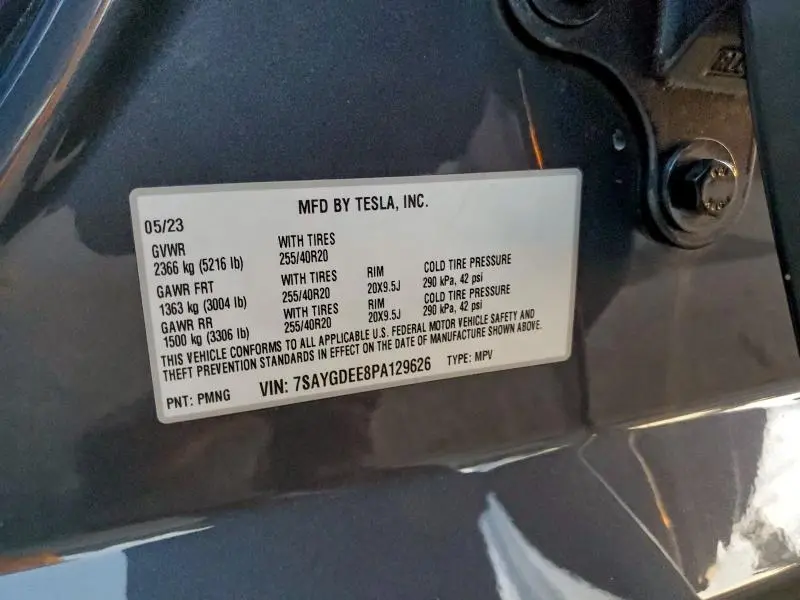 MFD BY TESLA, INC.
05/23
GVWR WITH TIRES
2366 kg (5216 lb) 255/40R20
GAWR FRT WITH TIRES RIM COLD TIRE PRESSURE
1363 kg (3004 lb) 255/40R20 20X9.5J 290 kPa, 42 psi
GAWR RR WITH TIRES RIM COLD TIRE PRESSURE
1500 kg (3306 lb) 255/40R20 20X9.5J 290 kPa, 42 psi
THIS VEHICLE CONFORMS TO ALL APPLICABLE U.S. FEDERAL MOTOR VEHICLE SAFETY AND
THEFT PREVENTION STANDARDS IN EFFECT ON THE DATE OF MANUFACTURE SHOWN ABOVE.
PNT: PMNG VIN: 7SAYGDEE8PA129626 TYPE: MPV